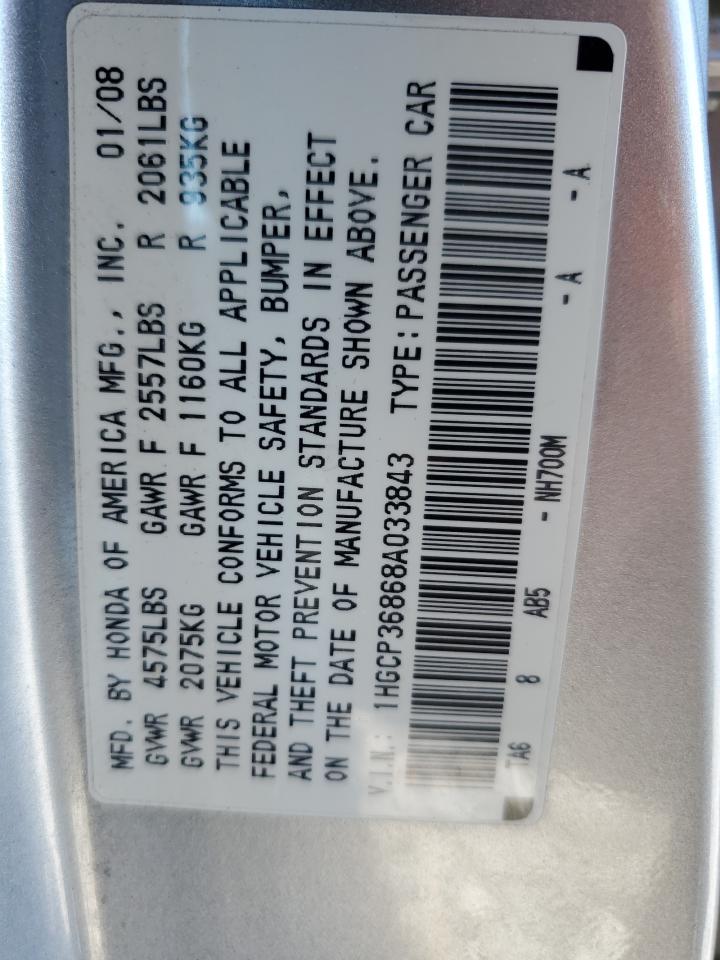 MFD. BY HONDA OF AMERICA MFG., INC. 01/08
GVWR 4575LBS GAWR F 2557LBS R 2061LBS
GVWR 2075KG GAWR F 1160KG R 935KG
THIS VEHICLE CONFORMS TO ALL APPLICABLE
FEDERAL MOTOR VEHICLE SAFETY, BUMPER,
AND THEFT PREVENTION STANDARDS IN EFFECT
ON THE DATE OF MANUFACTURE SHOWN ABOVE.
V.I.N.: 1HGCP36868A033843 TYPE: PASSENGER CAR
TA6 8 AB5 - NH700M - A - A